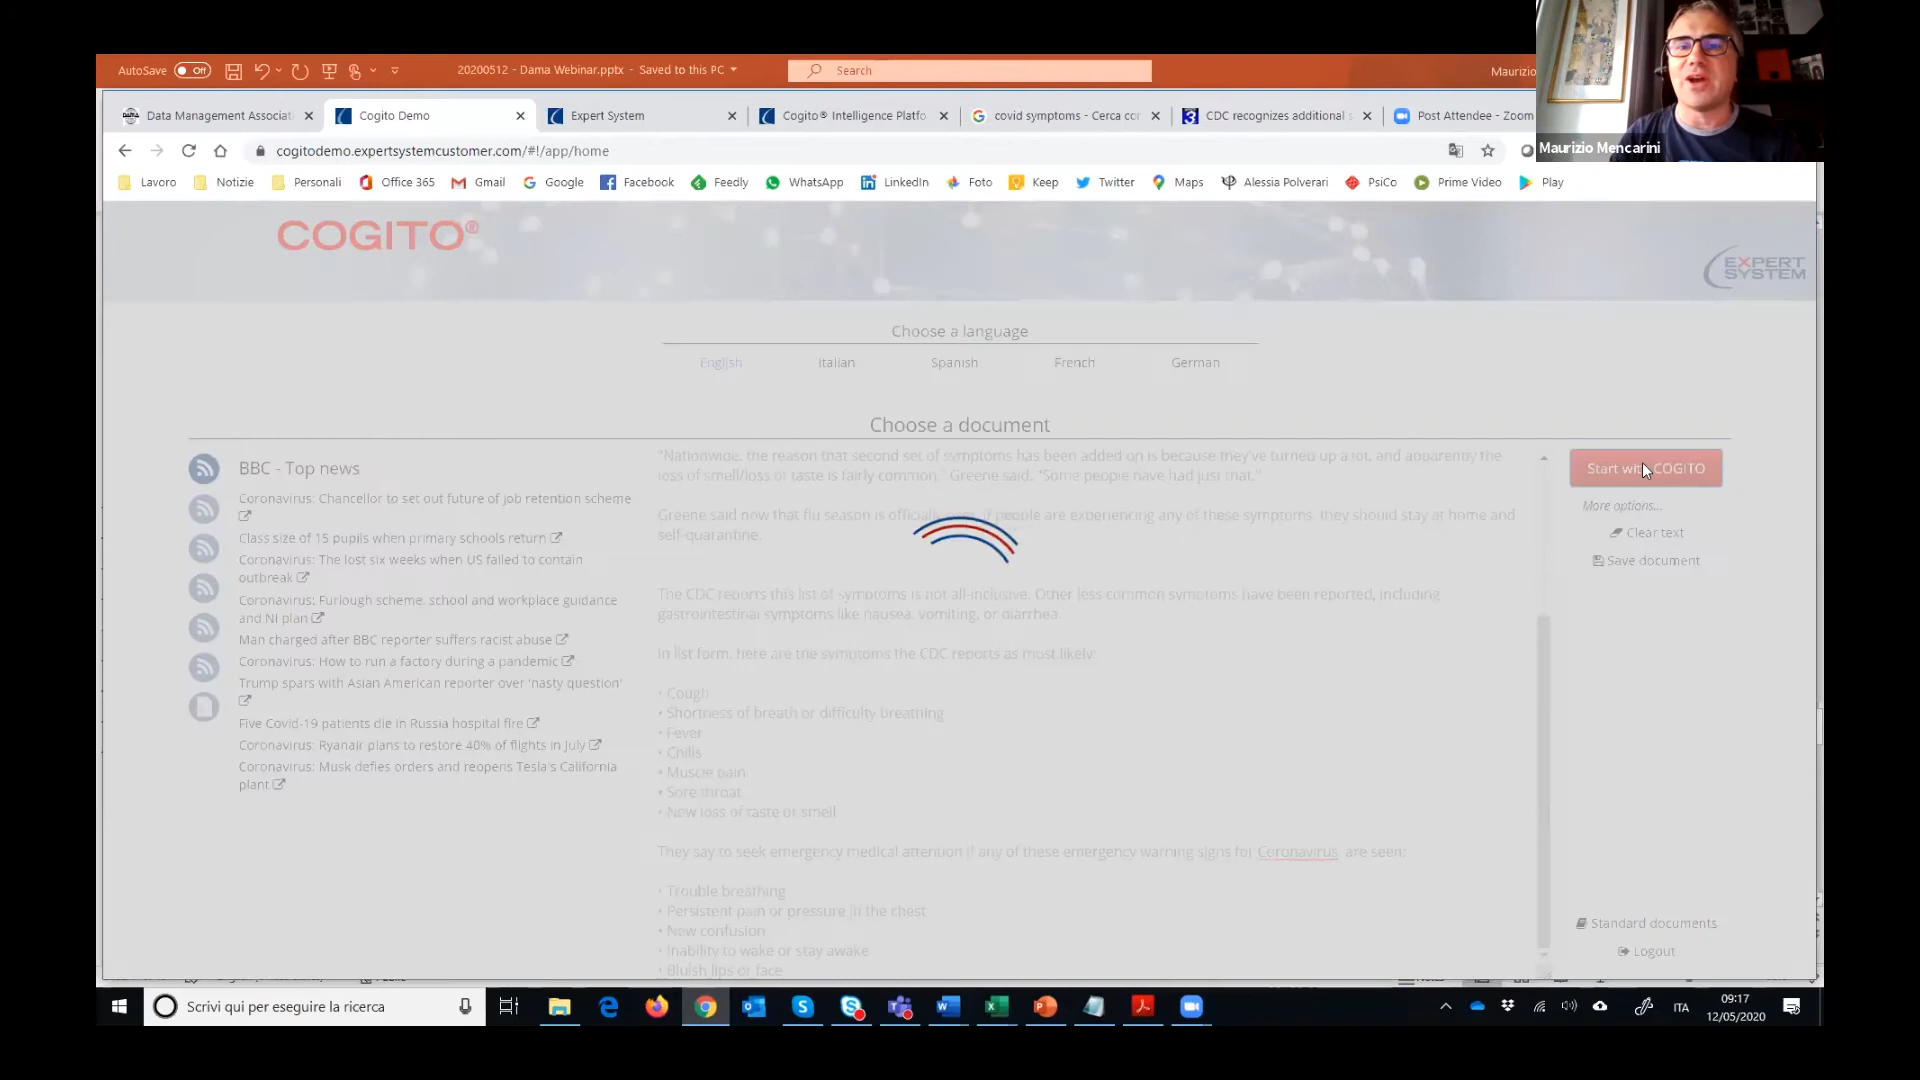 AutoSave Off
20200512 - Dama Webinar.pptx - Saved to this PC
Search
Maurizio
Maurizio Mencarini
Data Management Associat
Cogito Demo
Expert System
Cogito® Intelligence Platfo
covid symptoms - Cerca cor
CDC recognizes additional s
Post Attendee - Zoom
cogitodemo.expertsystemcustomer.com/#!/app/home
Lavoro
Notizie
Personali
Office 365
Gmail
Google
Facebook
Feedly
WhatsApp
LinkedIn
Foto
Keep
Twitter
Maps
Alessia Polverari
PsiCo
Prime Video
Play
COGITO®
EXPERT
SYSTEM
Choose a language
English Italian Spanish French German
Choose a document
BBC - Top news
Coronavirus: Chancellor to set out future of job retention scheme
Class size of 15 pupils when primary schools return
Coronavirus: The lost six weeks when US failed to contain
outbreak
Coronavirus: Furlough scheme, school and workplace guidance
and NI plan
Man charged after BBC reporter suffers racist abuse
Coronavirus: How to run a factory during a pandemic
Trump spars with Asian American reporter over 'nasty question'
Five Covid-19 patients die in Russia hospital fire
Coronavirus: Ryanair plans to restore 40% of flights in July
Coronavirus: Musk defies orders and reopens Tesla's California
plant
"Nationwide, the reason that second set of symptoms has been added on is because they've turned up a lot, and apparently the
loss of smell/loss of taste is fairly common," Greene said. "Some people have had just that."
Greene said now that flu season is officially if people are experiencing any of these symptoms, they should stay at home and
self-quarantine.
The CDC reports this list of symptoms is not all-inclusive. Other less common symptoms have been reported, including
gastrointestinal symptoms like nausea, vomiting, or diarrhea.
In list form, here are the symptoms the CDC reports as most likely:
• Cough
• Shortness of breath or difficulty breathing
• Fever
• Chills
• Muscle pain
• Sore throat
• New loss of taste or smell
They say to seek emergency medical attention if any of these emergency warning signs for Coronavirus are seen:
• Trouble breathing
• Persistent pain or pressure in the chest
• New confusion
• Inability to wake or stay awake
• Bluish lips or face
Start with COGITO
More options...
Clear text
Save document
Standard documents
Logout
Scrivi qui per eseguire la ricerca
ITA
09:17
12/05/2020